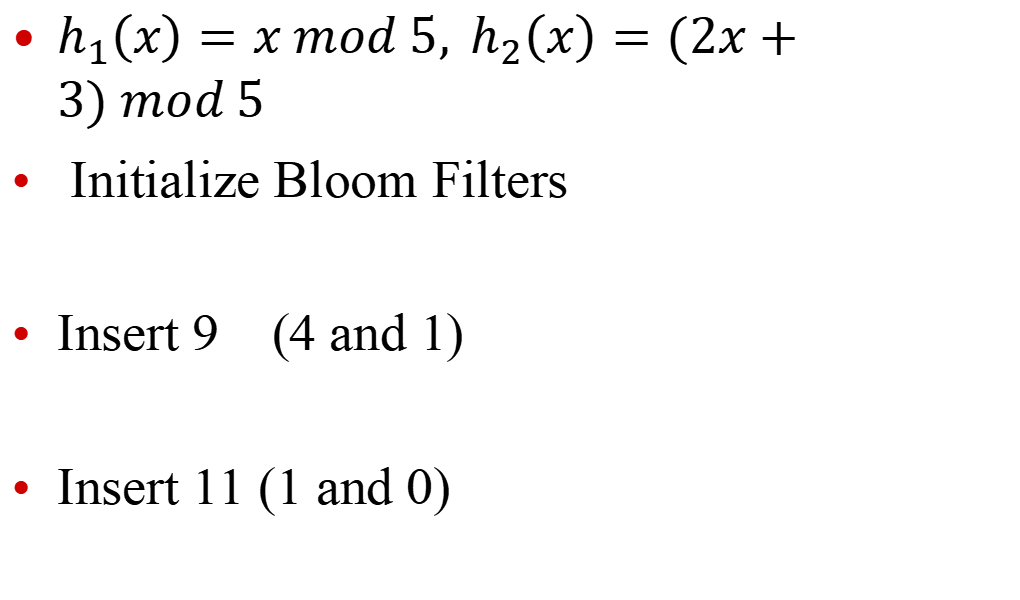 • h₁(x) = x mod 5, h₂(x) = (2x +
3) mod 5
• Initialize Bloom Filters
• Insert 9 (4 and 1)
• Insert 11 (1 and 0)